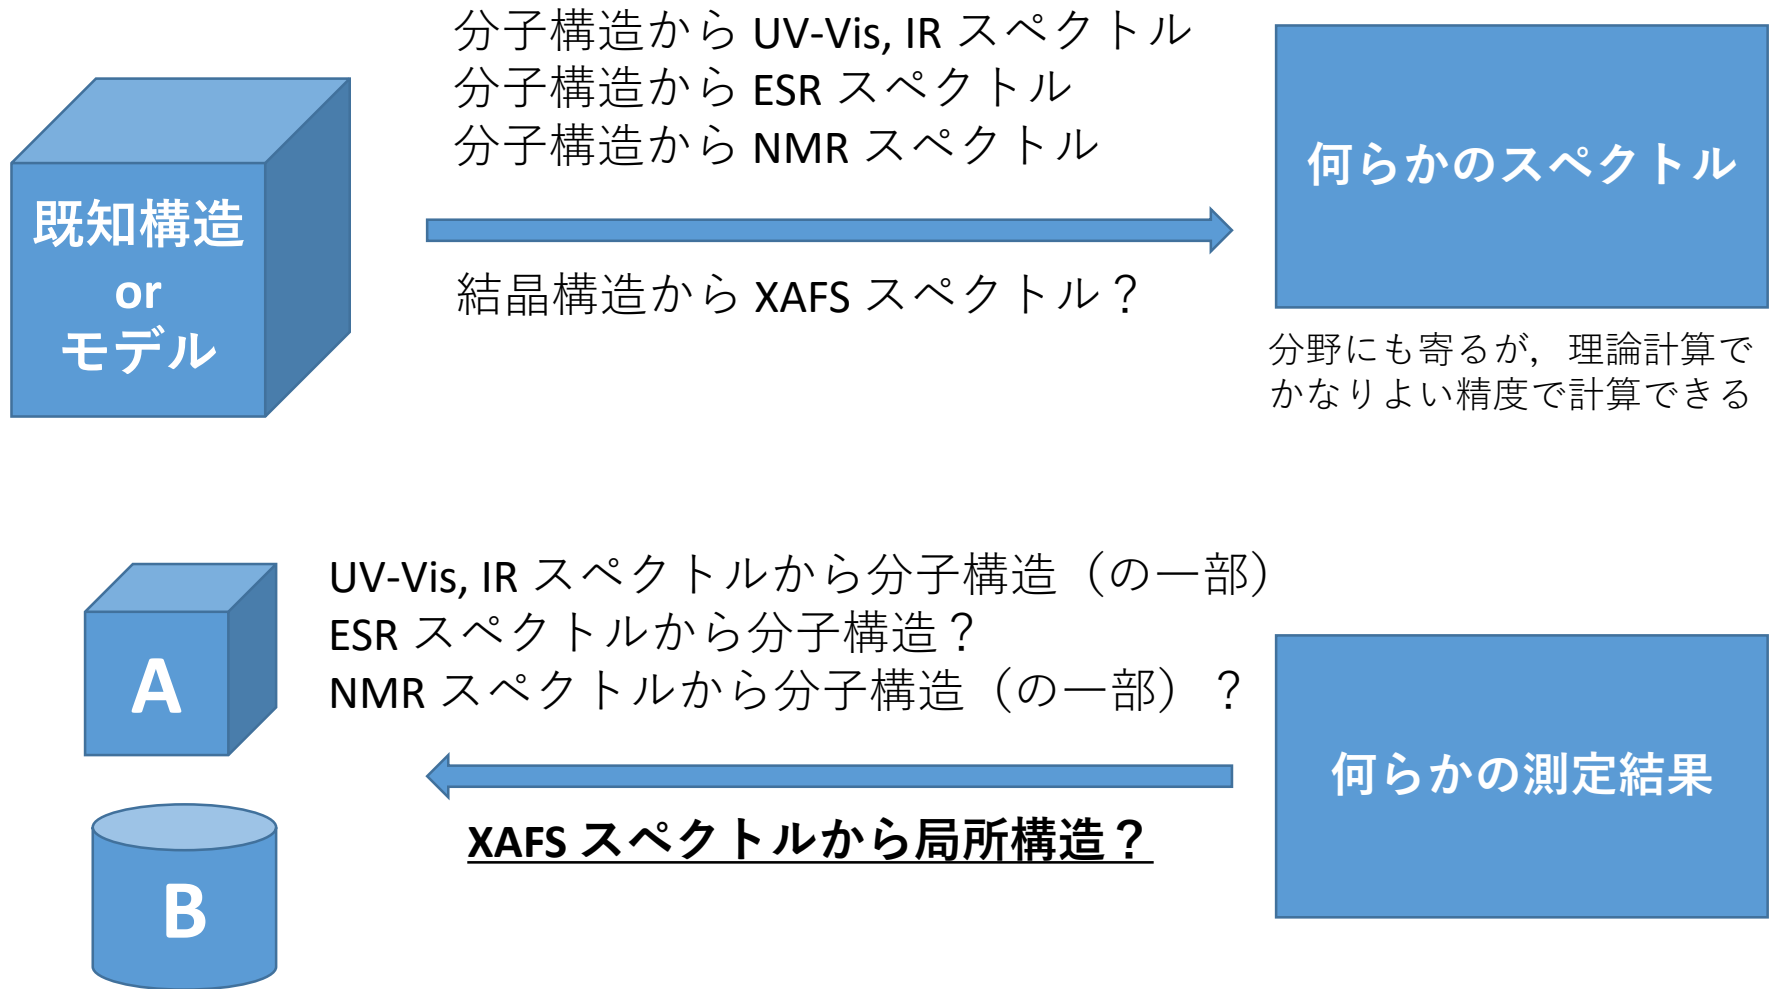 分子構造から UV-Vis, IR スペクトル
分子構造から ESR スペクトル
分子構造から NMR スペクトル
既知構造
or
モデル
何らかのスペクトル
結晶構造から XAFS スペクトル？
分野にも寄るが，理論計算で
かなりよい精度で計算できる
UV-Vis, IR スペクトルから分子構造（の一部）
ESR スペクトルから分子構造？
NMR スペクトルから分子構造（の一部）？
A
何らかの測定結果
XAFS スペクトルから局所構造？
B